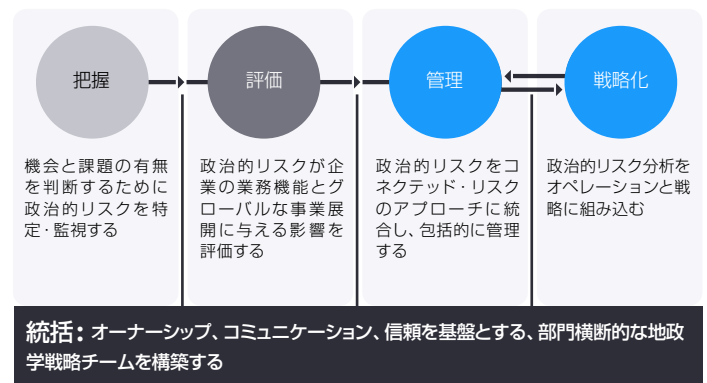 把握
評価
管理
戦略化
機会と課題の有無
を判断するために
政治的リスクを特
定・監視する
政治的リスクが企
業の業務機能とグ
ローバルな事業展
開に与える影響を
評価する
政治的リスクをコ
ネクテッド・リスク
のアプローチに統
合し、包括的に管理
する
政治的リスク分析を
オペレーションと戦
略に組み込む
統括：オーナーシップ、コミュニケーション、信頼を基盤とする、部門横断的な地政
学戦略チームを構築する